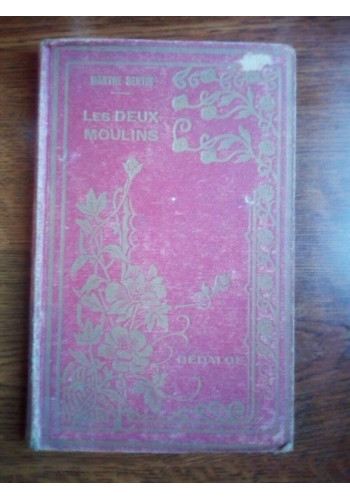 MARTHE BERTIN
LES DEUX
MOULINS
GEDALGE